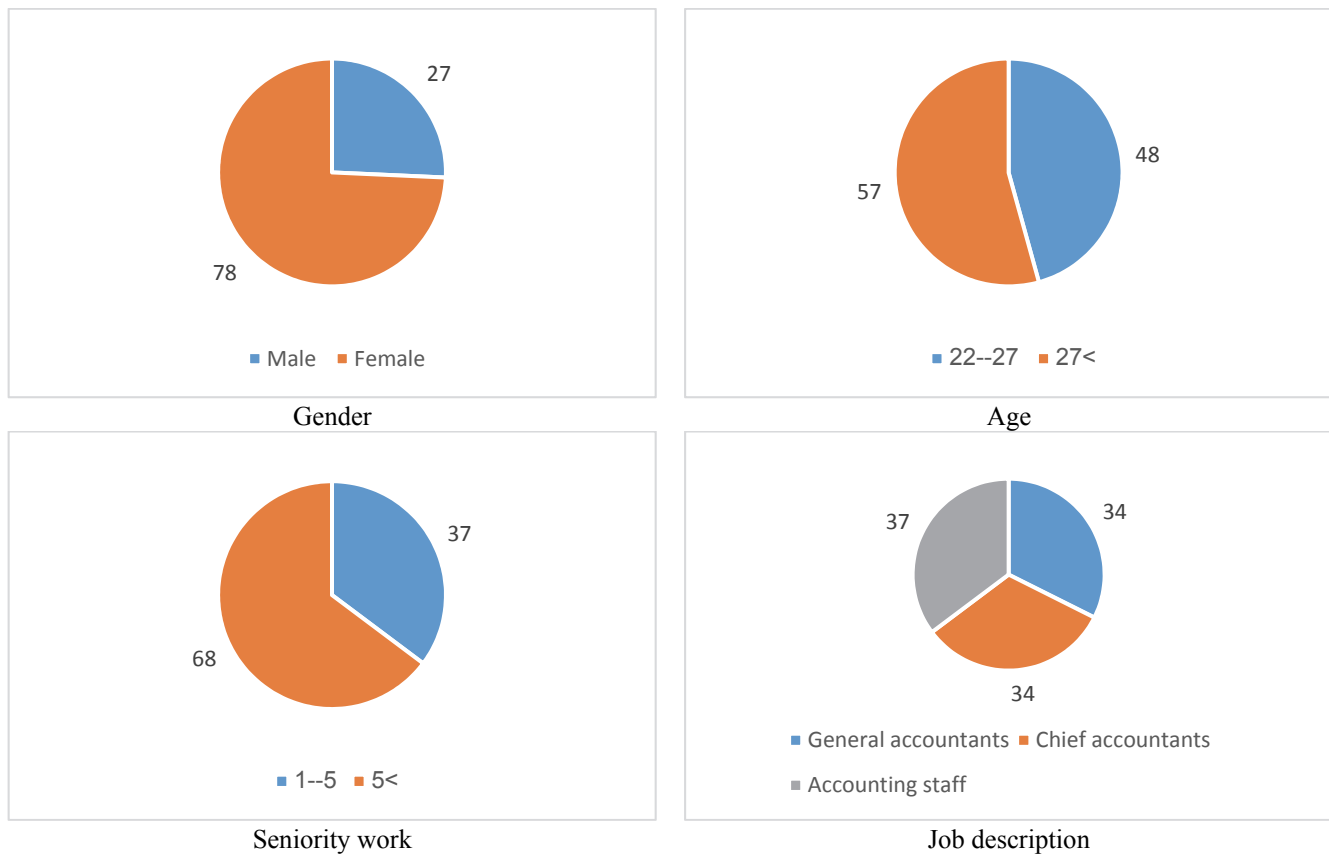 27
78
Male Female
Gender
48
57
22--27 27<
Age
37
68
1--5 5<
Seniority work
34
37
34
General accountants Chief accountants
Accounting staff
Job description